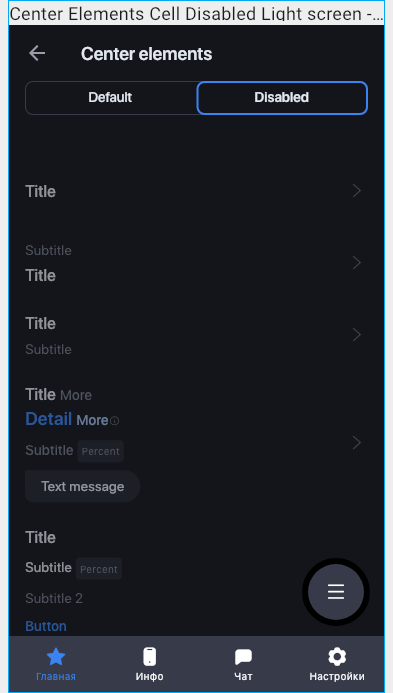 Center Elements Cell Disabled Light screen -...
Center elements
Default Disabled
Title
Subtitle
Title
Title
Subtitle
Title More
Detail More
Subtitle Percent
Text message
Title
Subtitle Percent
Subtitle 2
Button
Главная Инфо Чат Настройки